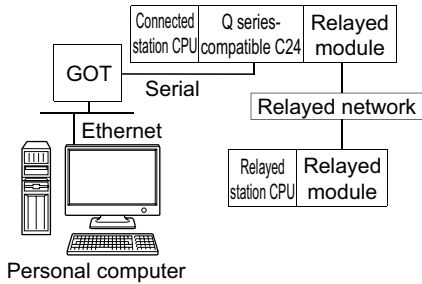 Connected
station CPU
Q series-
compatible C24
Relayed
module
GOT
Serial
Relayed network
Ethernet
Relayed
station CPU
Relayed
module
Personal computer